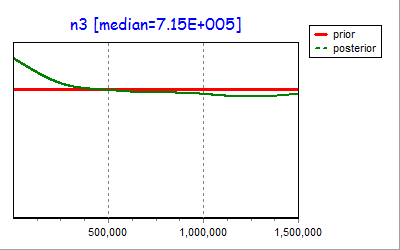 n3 [median=7.15E+005]
prior
posterior
500,000
1,000,000
1,500,000